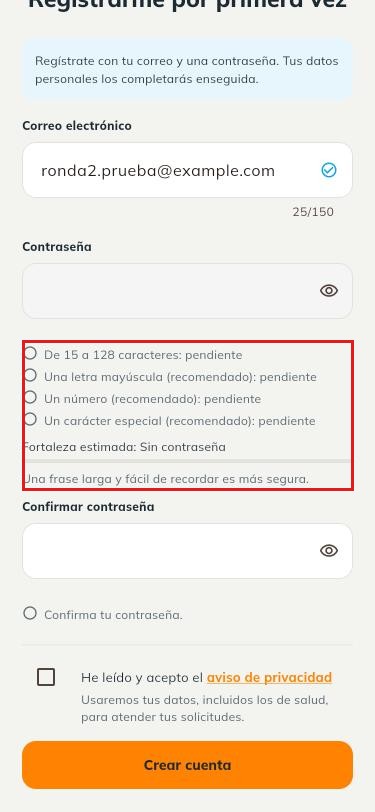 Registrarme por primera vez
Regístrate con tu correo y una contraseña. Tus datos
personales los completarás enseguida.
Correo electrónico
ronda2.prueba@example.com
25/150
Contraseña
De 15 a 128 caracteres: pendiente
Una letra mayúscula (recomendado): pendiente
Un número (recomendado): pendiente
Un carácter especial (recomendado): pendiente
Fortaleza estimada: Sin contraseña
Una frase larga y fácil de recordar es más segura.
Confirmar contraseña
Confirma tu contraseña.
He leído y acepto el aviso de privacidad
Usaremos tus datos, incluidos los de salud,
para atender tus solicitudes.
Crear cuenta